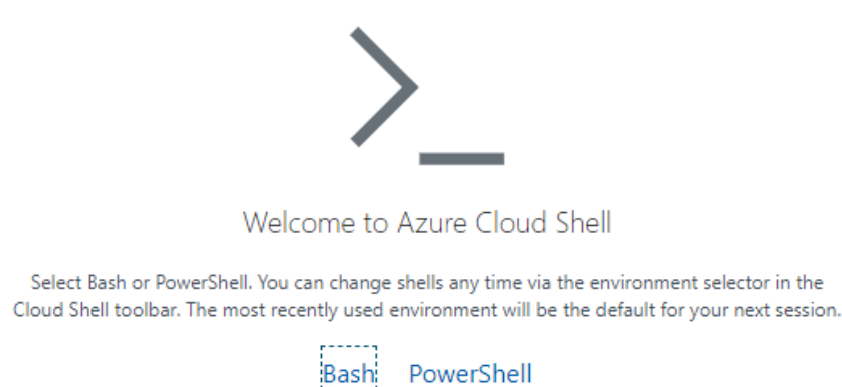 Welcome to Azure Cloud Shell
Select Bash or PowerShell. You can change shells any time via the environment selector in the
Cloud Shell toolbar. The most recently used environment will be the default for your next session.
Bash PowerShell